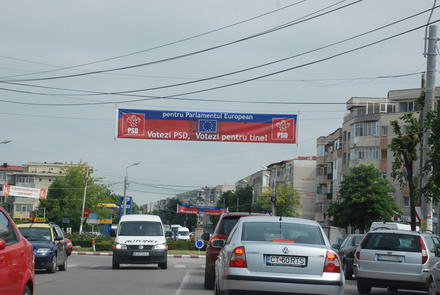 pentru Parlamentul European
PSD
Votezi PSD, Votezi pentru tine!
PSD
CT 60 RTS